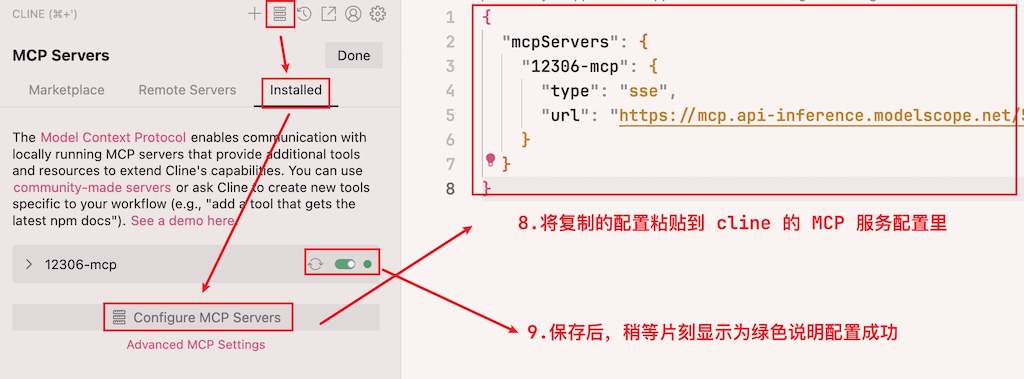 CLINE (⌘+')
MCP Servers
Done
Marketplace
Remote Servers
Installed
The Model Context Protocol enables communication with
locally running MCP servers that provide additional tools
and resources to extend Cline's capabilities. You can use
community-made servers or ask Cline to create new tools
specific to your workflow (e.g., "add a tool that gets the
latest npm docs"). See a demo here.
12306-mcp
Configure MCP Servers
Advanced MCP Settings
1 {
2 "mcpServers": {
3 "12306-mcp": {
4 "type": "sse",
5 "url": "https://mcp.api-inference.modelscope.net/5
6 }
7 }
8 }
8.将复制的配置粘贴到 cline 的 MCP 服务配置里
9.保存后，稍等片刻显示为绿色说明配置成功